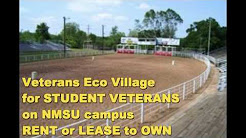 Veterans Eco Village
for STUDENT VETERANS
on NMSU campus
RENT or LEASE to OWN